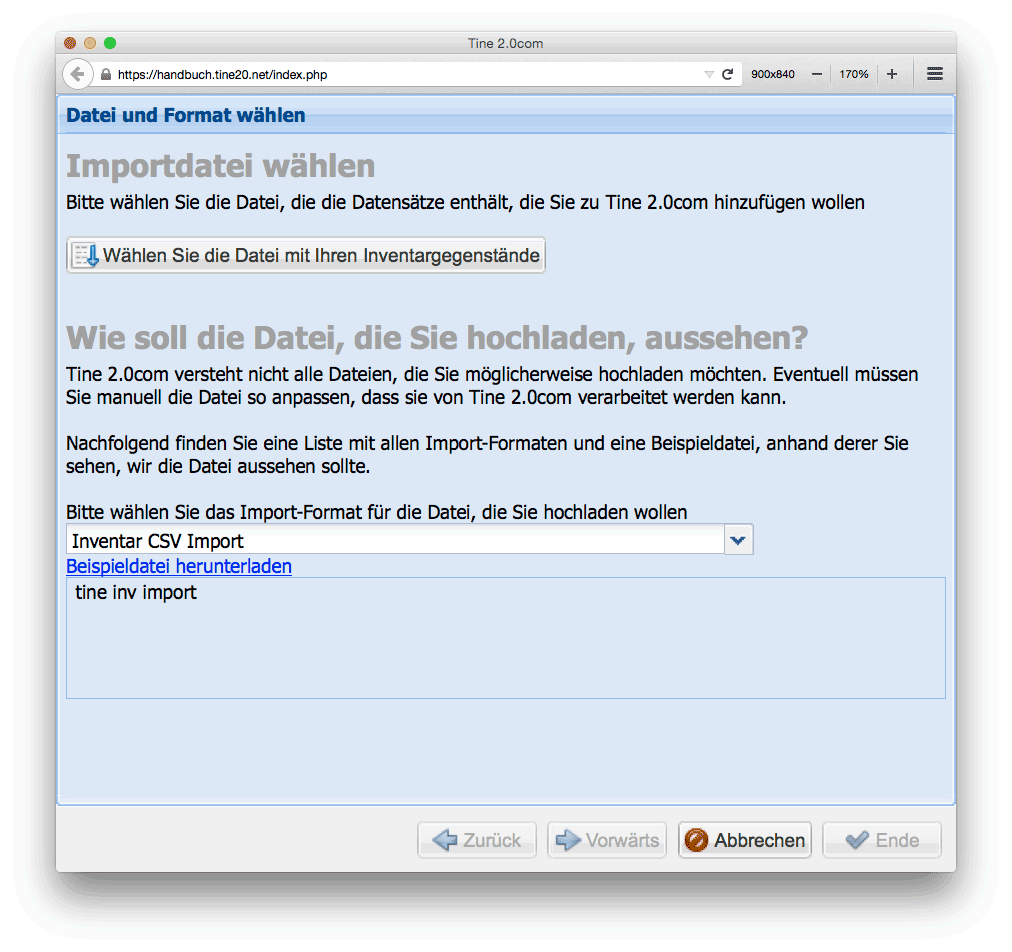 Tine 2.0com
https://handbuch.tine20.net/index.php
900x840
170%
Datei und Format wählen
Importdatei wählen
Bitte wählen Sie die Datei, die die Datensätze enthält, die Sie zu Tine 2.0com hinzufügen wollen
Wählen Sie die Datei mit Ihren Inventargegenstände
Wie soll die Datei, die Sie hochladen, aussehen?
Tine 2.0com versteht nicht alle Dateien, die Sie möglicherweise hochladen möchten. Eventuell müssen
Sie manuell die Datei so anpassen, dass sie von Tine 2.0com verarbeitet werden kann.
Nachfolgend finden Sie eine Liste mit allen Import-Formaten und eine Beispieldatei, anhand derer Sie
sehen, wir die Datei aussehen sollte.
Bitte wählen Sie das Import-Format für die Datei, die Sie hochladen wollen
Inventar CSV Import
Beispieldatei herunterladen
tine inv import
Zurück
Vorwärts
Abbrechen
Ende